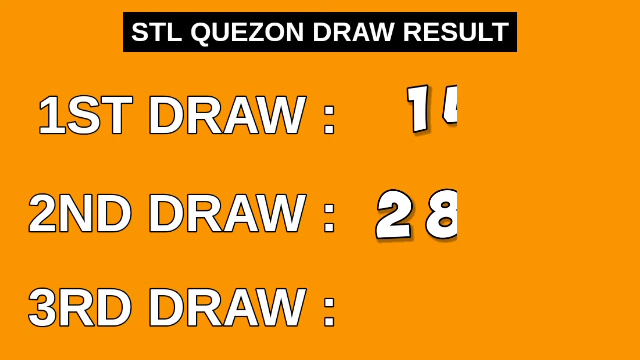 STL QUEZON DRAW RESULT
1ST DRAW : 1
2ND DRAW : 28
3RD DRAW :